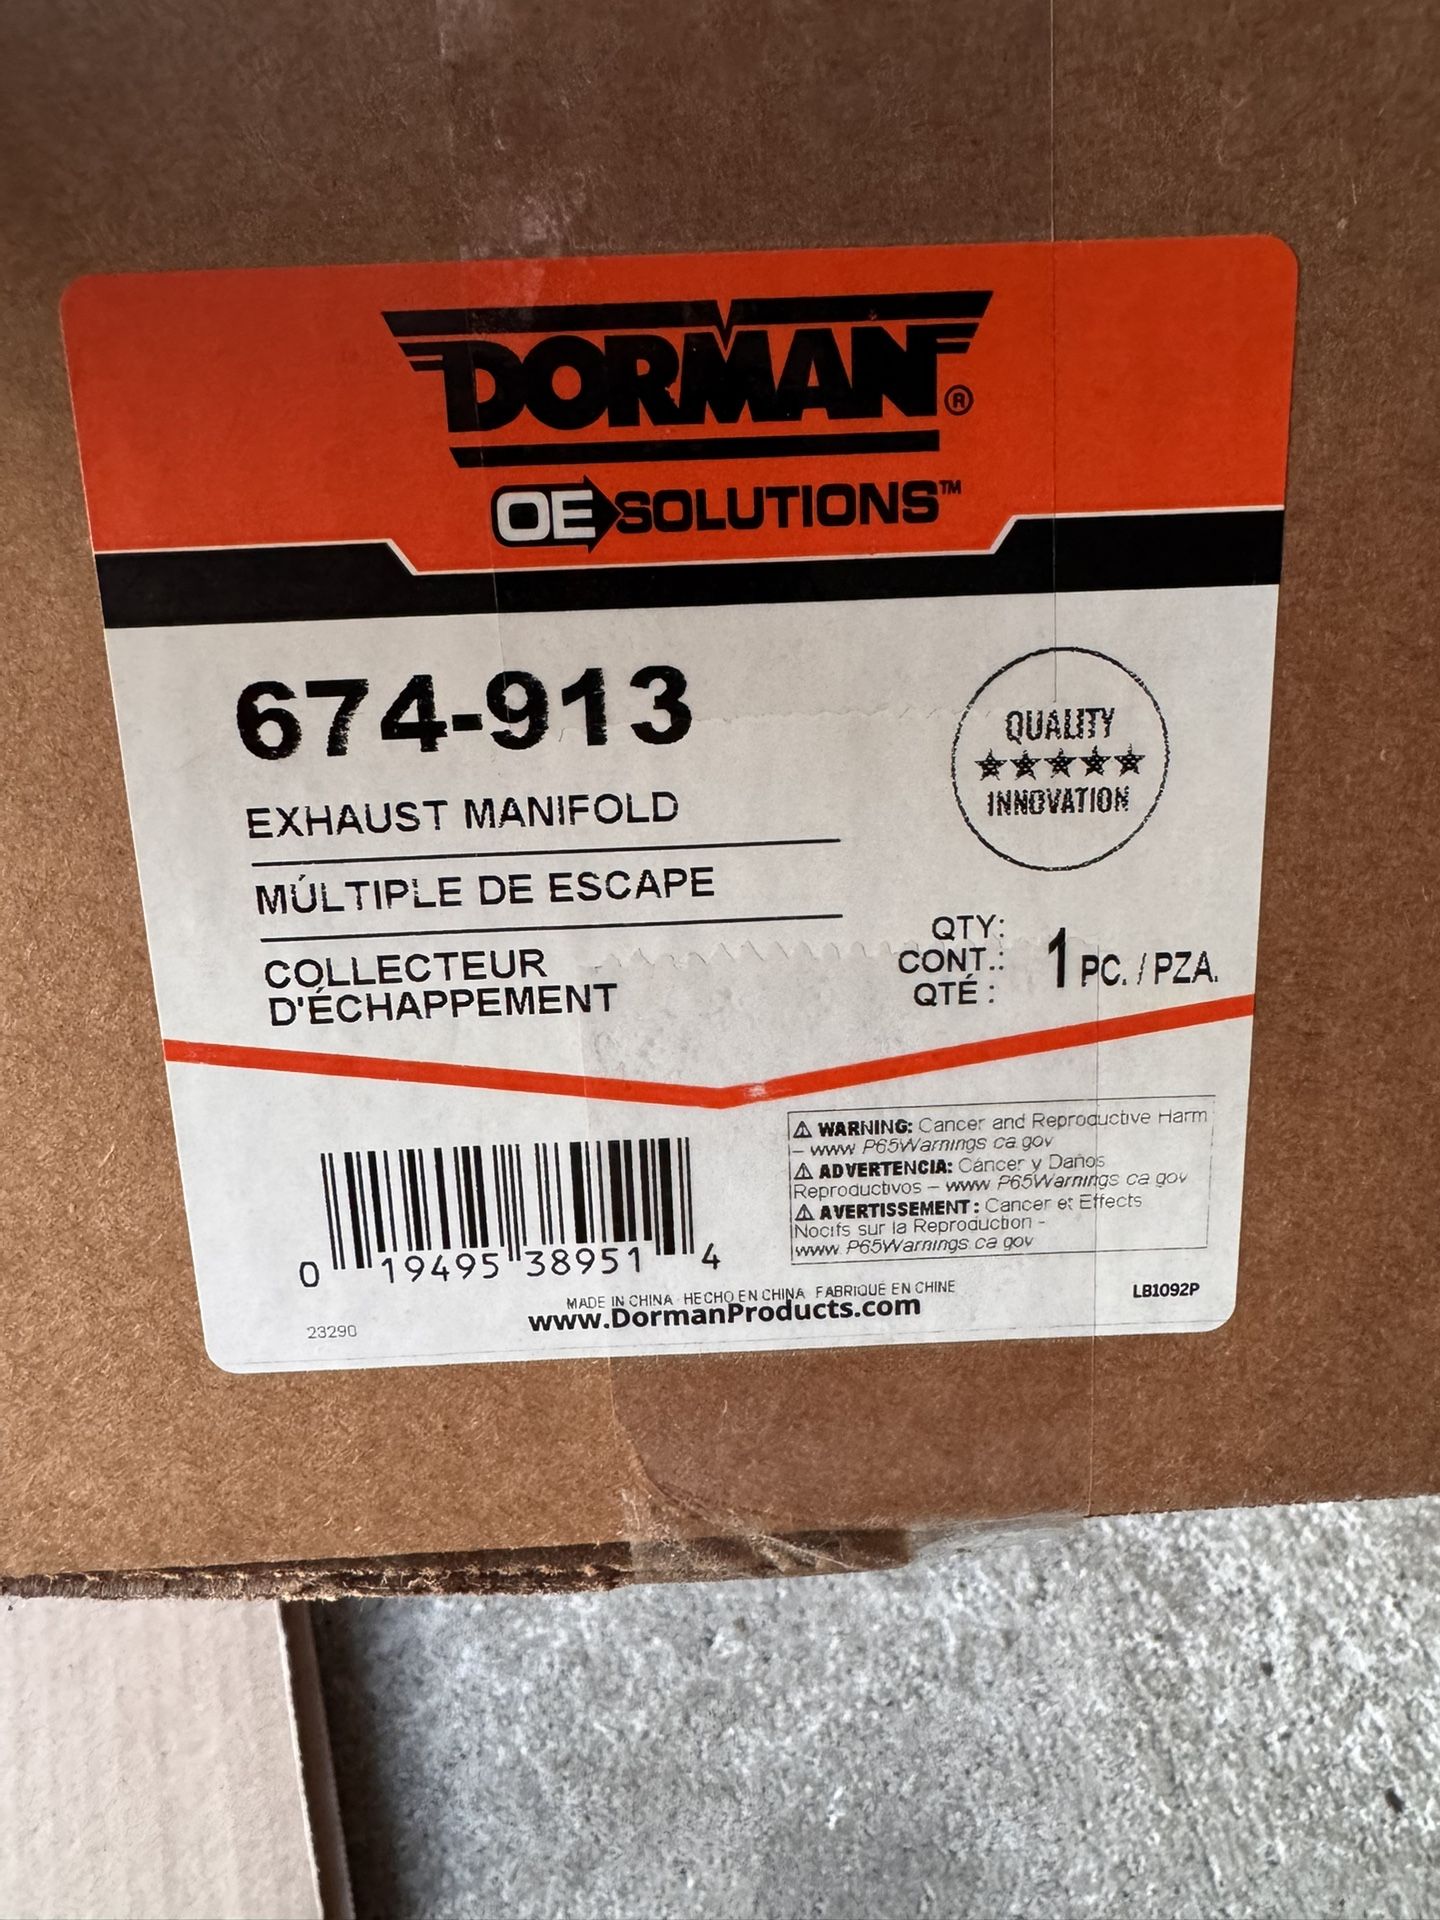 DORMAN®
OE SOLUTIONS™
674-913
QUALITY
INNOVATION
EXHAUST MANIFOLD
MÚLTIPLE DE ESCAPE
COLLECTEUR
D'ÉCHAPPEMENT
QTY:
CONT.:
QTÉ :
1 PC. / PZA.
⚠ WARNING: Cancer and Reproductive Harm
– www P65Warnings ca gov
⚠ ADVERTENCIA: Cáncer y Daños
Reproductivos – www P65Warnings ca gov
⚠ AVERTISSEMENT : Cancer et Effects
Nocifs sur la Reproduction -
www P65Warnings ca gov
0 19495 38951 4
MADE IN CHINA HECHO EN CHINA FABRIQUÉ EN CHINE
www.DormanProducts.com
LB1092P
23290